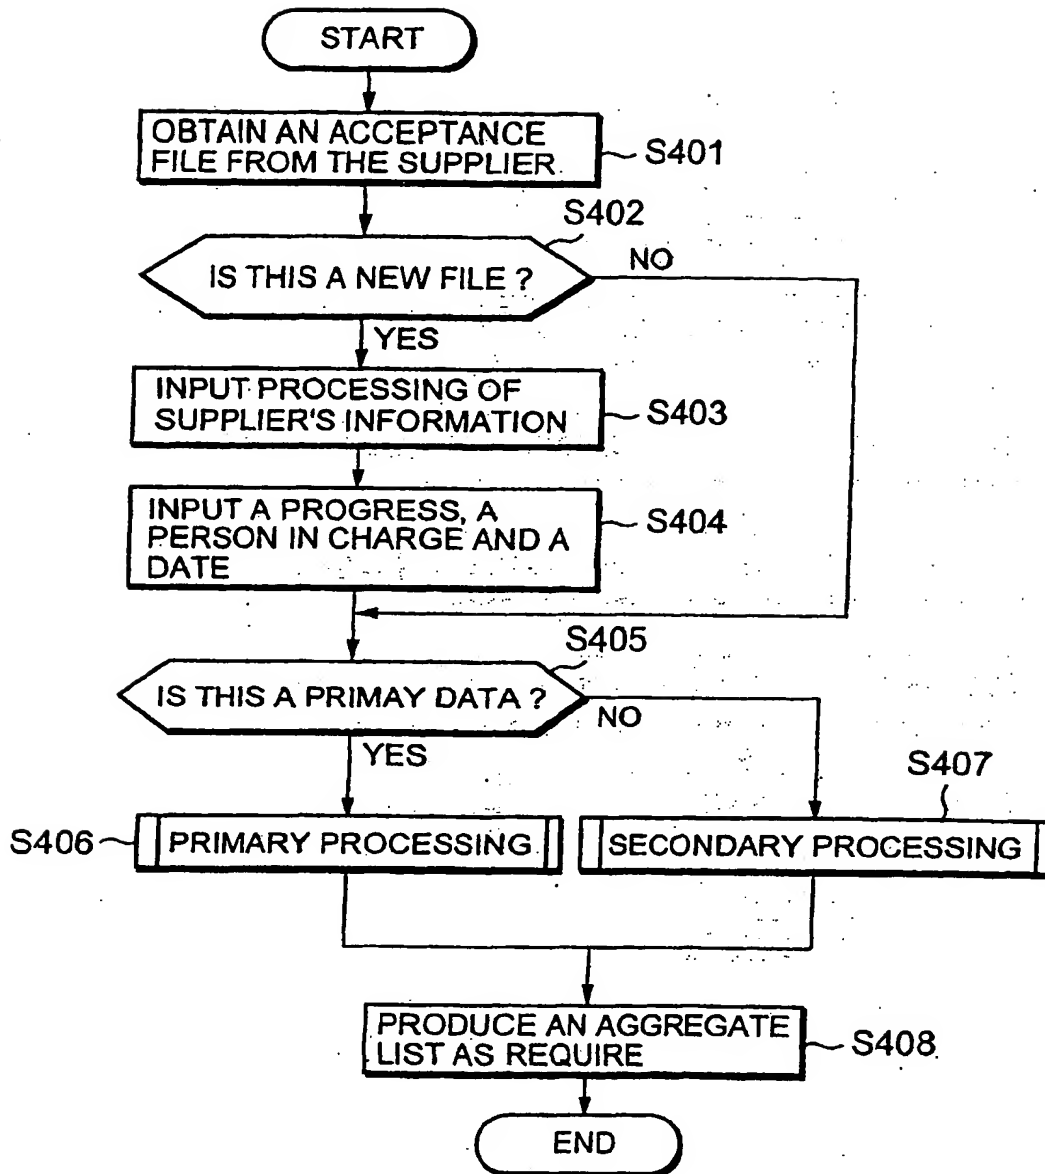 START
OBTAIN AN ACCEPTANCE
FILE FROM THE SUPPLIER.
S401
S402
IS THIS A NEW FILE ?
NO
YES
INPUT PROCESSING OF
SUPPLIER'S INFORMATION
S403
INPUT A PROGRESS, A
PERSON IN CHARGE AND A
DATE
S404
S405
IS THIS A PRIMAY DATA ?
NO
YES
S407
S406
PRIMARY PROCESSING
SECONDARY PROCESSING
PRODUCE AN AGGREGATE
LIST AS REQUIRE
S408
END